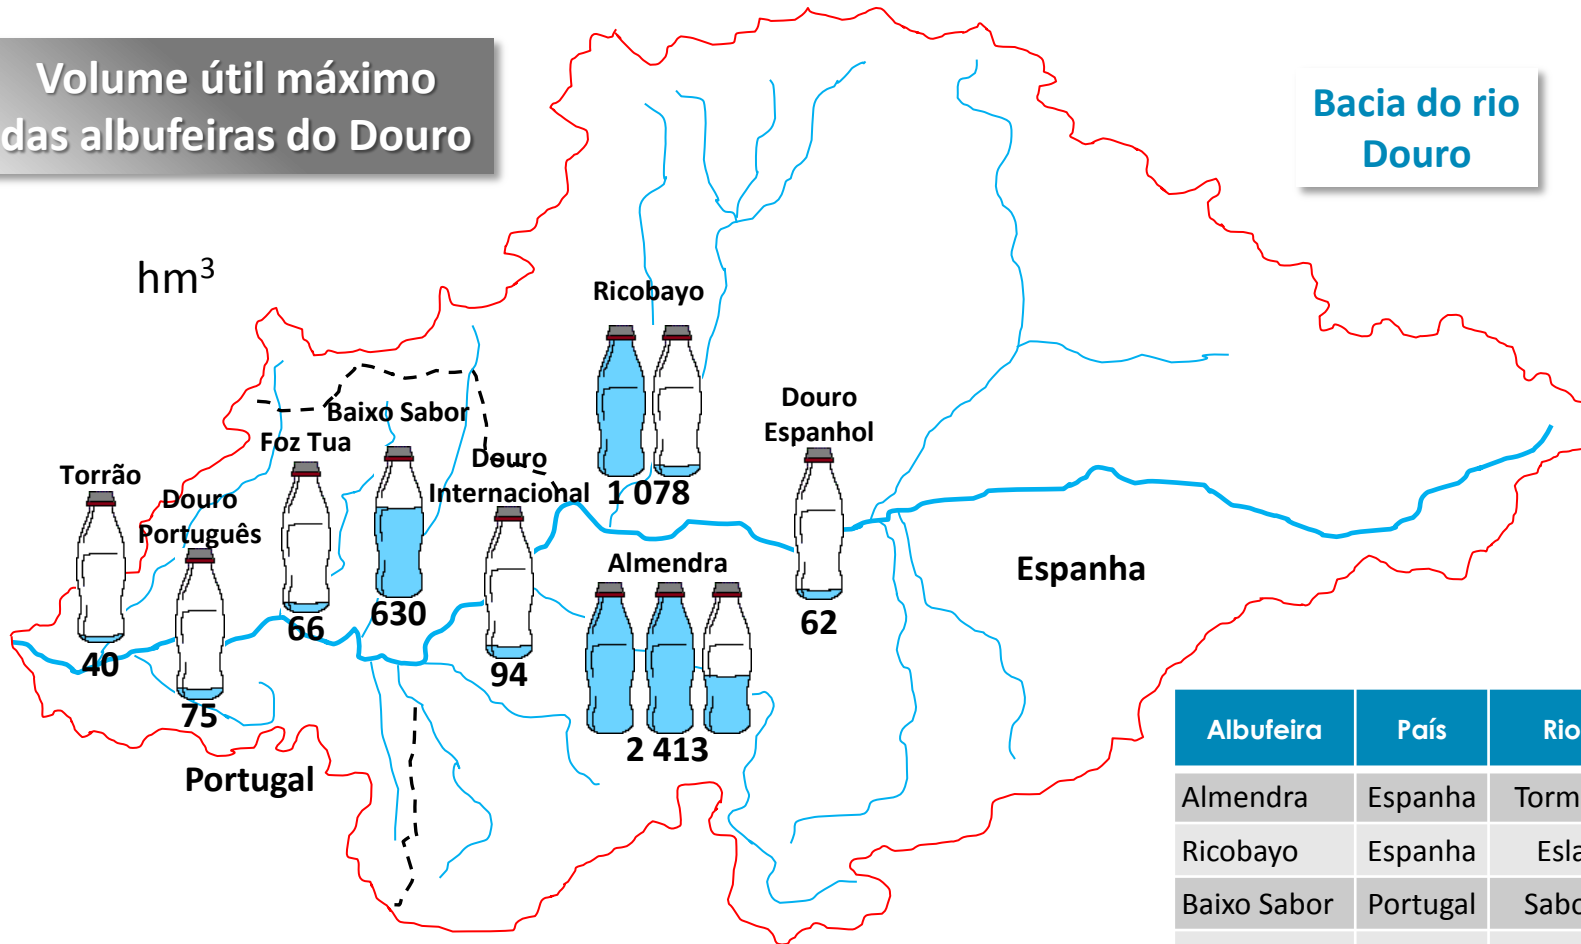 Volume útil máximo
das albufeiras do Douro
Bacia do rio
Douro
hm³
Ricobayo
1 078
Douro
Espanhol
62
Baixo Sabor
630
Foz Tua
66
Douro
Internacional
94
Torrão
40
Douro
Português
75
Almendra
2 413
Espanha
Portugal
Albufeira País Rio
Almendra Espanha
Ricobayo Espanha Esla
Baixo Sabor Portugal